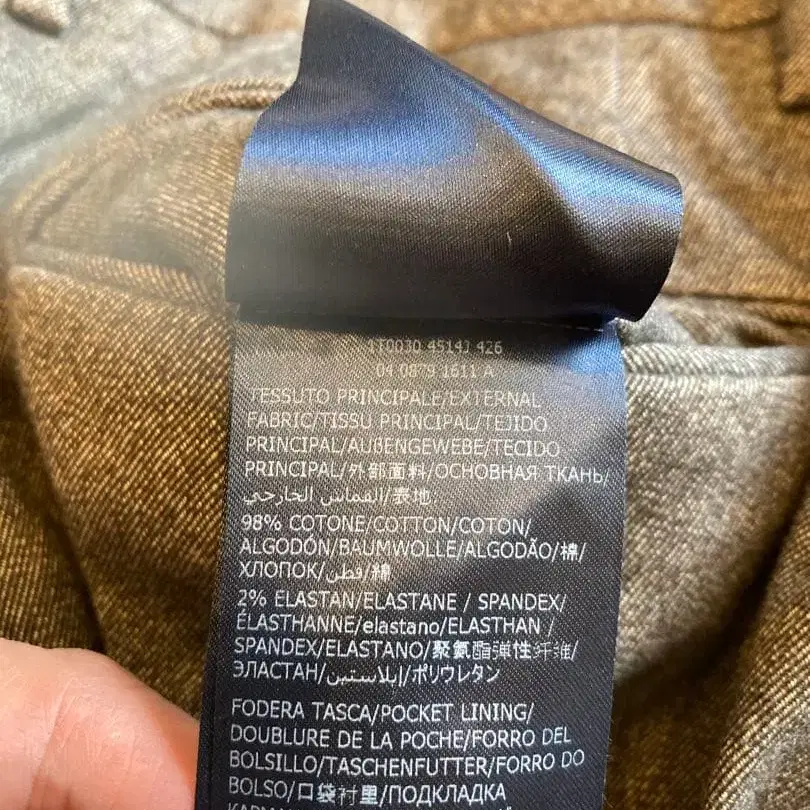 1T0030 45143 426
04 0879 1611 A
TESSUTO PRINCIPALE/EXTERNAL
FABRIC/TISSU PRINCIPAL/TEJIDO
PRINCIPAL/AUßENGEWEBE/TECIDO
PRINCIPAL/外部面料/ОСНОВНАЯ ТКАНЬ/
القماس الخارجي/表地:
98% COTONE/COTTON/COTON/
ALGODÓN/BAUMWOLLE/ALGODÃO/棉/
ХЛОПОК/قطن/綿
2% ELASTAN/ELASTANE / SPANDEX/
ÉLASTHANNE/elastano/ELASTHAN /
SPANDEX/ELASTANO/聚氨酯弹性纤维/
ЭЛАСТАН/إيلاستين/ポリウレタン
FODERA TASCA/POCKET LINING/
DOUBLURE DE LA POCHE/FORRO DEL
BOLSILLO/TASCHENFUTTER/FORRO DO
BOLSO/口袋衬里/ПОДКЛАДКА